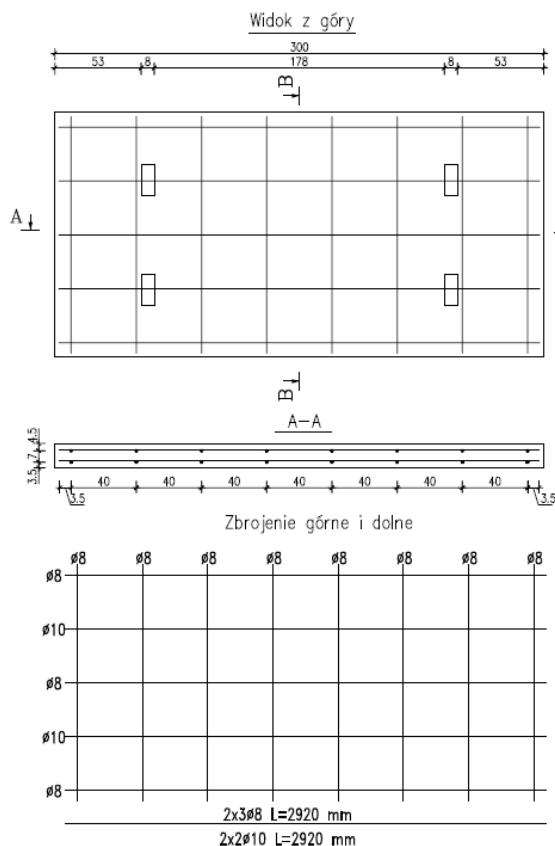 Widok z góry
300
53 8 178 8 53
B
A
B
A-A
3.5 7 4.5
40 40 40 40 40 40 40
3.5 3.5
Zbrojenie górne i dolne
ø8 ø8 ø8 ø8 ø8 ø8 ø8 ø8
ø8
ø10
ø8
ø10
ø8
2x3ø8 L=2920 mm
2x2ø10 L=2920 mm